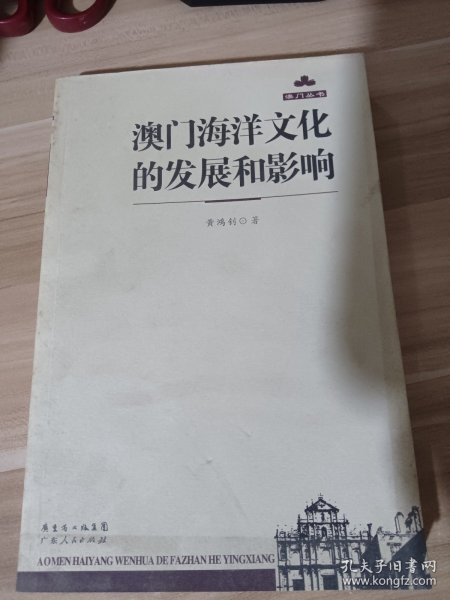 澳门丛书
澳门海洋文化
的发展和影响
黄鸿钊⊙著
广东省出版集团
广东人民出版社
AOMEN HAIYANG WENHUA DE FAZHAN HE YINGXIANG
孔夫子旧书网
www.kongfz.com